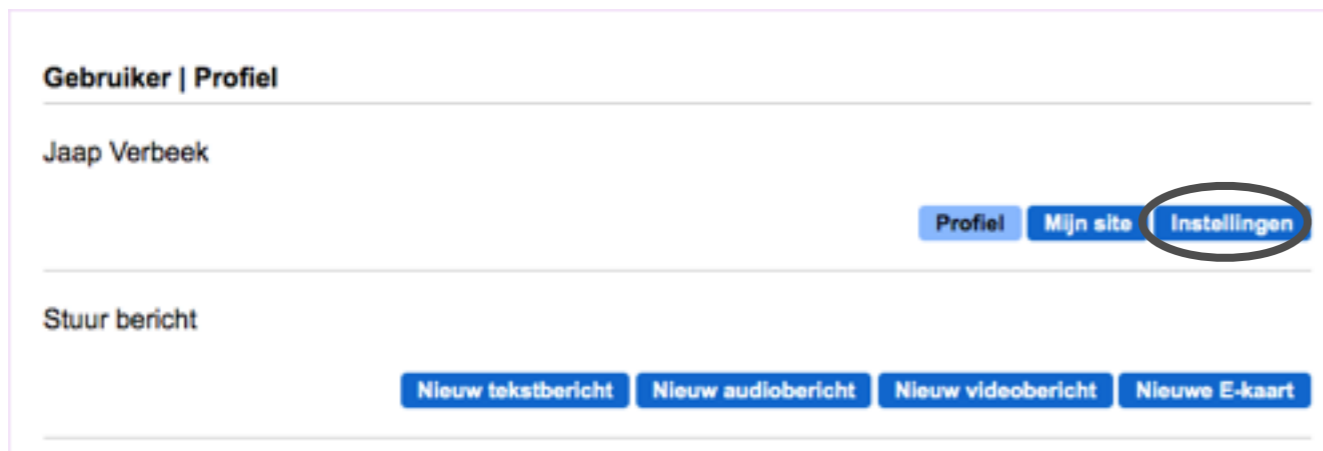 Gebruiker | Profiel
Jaap Verbeek
Profiel Mijn site Instellingen
Stuur bericht
Nieuw tekstbericht Nieuw audiobericht Nieuw videobericht Nieuwe E-kaart